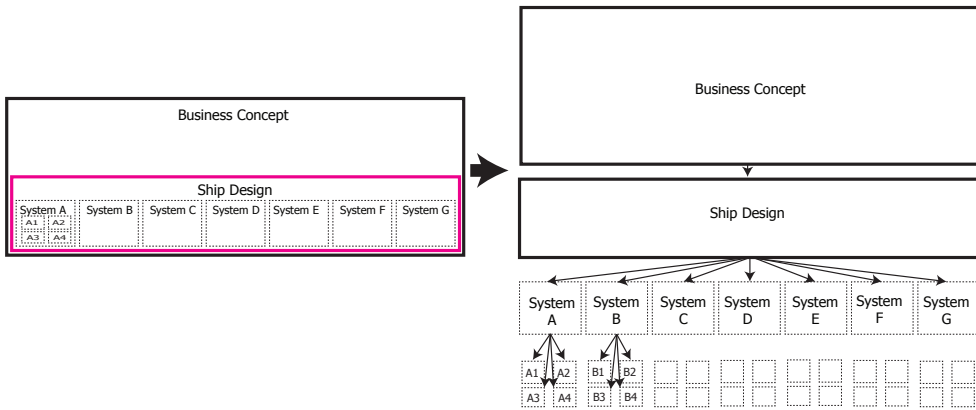 Business Concept
Ship Design
System A System B System C System D System E System F System G
A1 A2
A3 A4
Business Concept
Ship Design
System System System System System System System
A B C D E F G
A1 A2 B1 B2
A3 A4 B3 B4